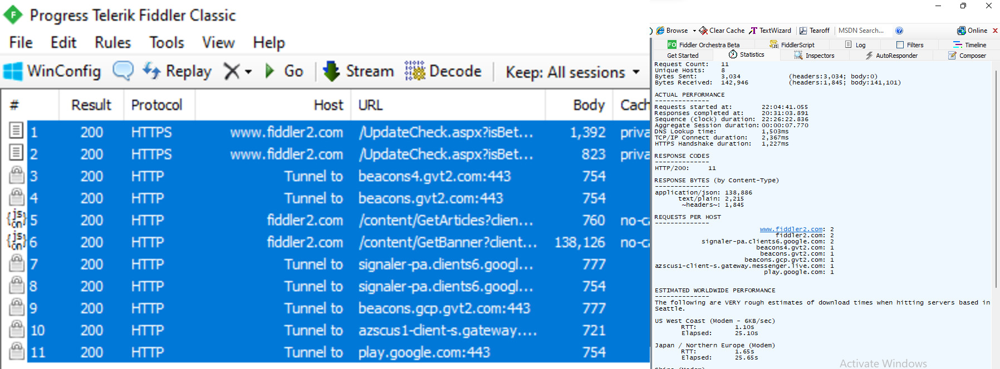 Progress Telerik Fiddler Classic
File Edit Rules Tools View Help
WinConfig Replay Go Stream Decode Keep: All sessions
# Result Protocol Host URL Body Cach
1 200 HTTPS www.fiddler2.com /UpdateCheck.aspx?isBet... 1,392 priva
2 200 HTTPS www.fiddler2.com /UpdateCheck.aspx?isBet... 823 priva
3 200 HTTP Tunnel to beacons4.gvt2.com:443 754
4 200 HTTP Tunnel to beacons.gvt2.com:443 754
{js on} 5 200 HTTP fiddler2.com /content/GetArticles?clien... 760 no-ca
{js on} 6 200 HTTP fiddler2.com /content/GetBanner?client... 138,126 no-ca
7 200 HTTP Tunnel to signaler-pa.clients6.googl... 777
8 200 HTTP Tunnel to signaler-pa.clients6.googl... 754
9 200 HTTP Tunnel to beacons.gcp.gvt2.com:443 777
10 200 HTTP Tunnel to azscus1-client-s.gateway.... 721
11 200 HTTP Tunnel to play.google.com:443 754
Browse Clear Cache TextWizard Tearoff MSDN Search... Online
FO Fiddler Orchestra Beta FiddlerScript Log Filters Timeline
Get Started Statistics Inspectors AutoResponder Composer
Request Count: 11
Unique Hosts: 8
Bytes Sent: 3,034 (headers:3,034; body:0)
Bytes Received: 142,946 (headers:1,845; body:141,101)
ACTUAL PERFORMANCE
--------------
Requests started at: 22:04:41.055
Responses completed at: 20:31:03.891
Sequence (clock) duration: 22:26:22.836
Aggregate Session duration: 00:00:07.770
DNS Lookup time: 1,503ms
TCP/IP Connect duration: 2,367ms
HTTPS Handshake duration: 1,227ms
RESPONSE CODES
--------------
HTTP/200: 11
RESPONSE BYTES (by Content-Type)
--------------
application/json: 138,886
text/plain: 2,215
~headers~: 1,845
REQUESTS PER HOST
--------------
www.fiddler2.com: 2
fiddler2.com: 2
signaler-pa.clients6.google.com: 2
beacons4.gvt2.com: 1
beacons.gvt2.com: 1
beacons.gcp.gvt2.com: 1
azscus1-client-s.gateway.messenger.live.com: 1
play.google.com: 1
ESTIMATED WORLDWIDE PERFORMANCE
--------------
The following are VERY rough estimates of download times when hitting servers based in
Seattle.
US West Coast (Modem - 6KB/sec)
RTT: 1.10s
Elapsed: 25.10s
Japan / Northern Europe (Modem)
RTT: 1.65s
Elapsed: 25.65s
Activate Windows